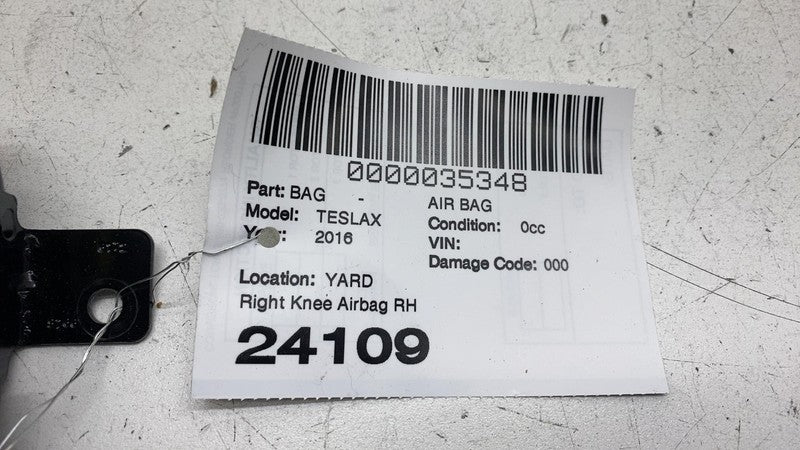 0000035348
Part: BAG - AIR BAG
Model: TESLAX Condition: 0cc
Year: 2016 VIN:
Damage Code: 000
Location: YARD
Right Knee Airbag RH
24109